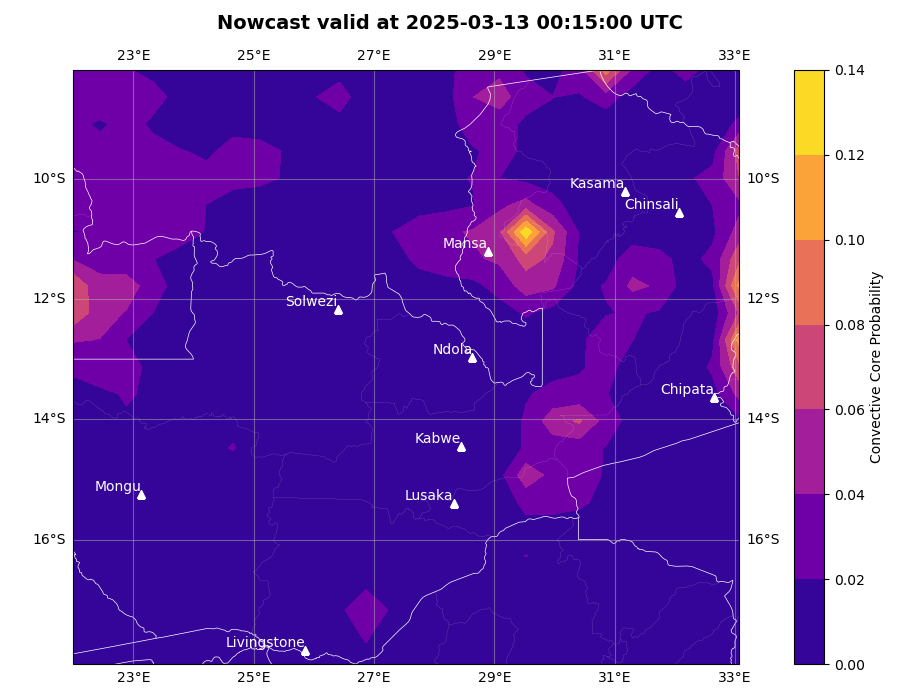 Nowcast valid at 2025-03-13 00:15:00 UTC
23°E 25°E 27°E 29°E 31°E 33°E
0.14
0.12
10°S 10°S
Kasama
Chinsali
0.10
Mansa
12°S 12°S
Solwezi
0.08
Ndola
Chipata
0.06
14°S 14°S
Kabwe
Mongu
Lusaka
0.04
16°S 16°S
0.02
Livingstone
0.00
23°E 25°E 27°E 29°E 31°E 33°E
Convective Core Probability